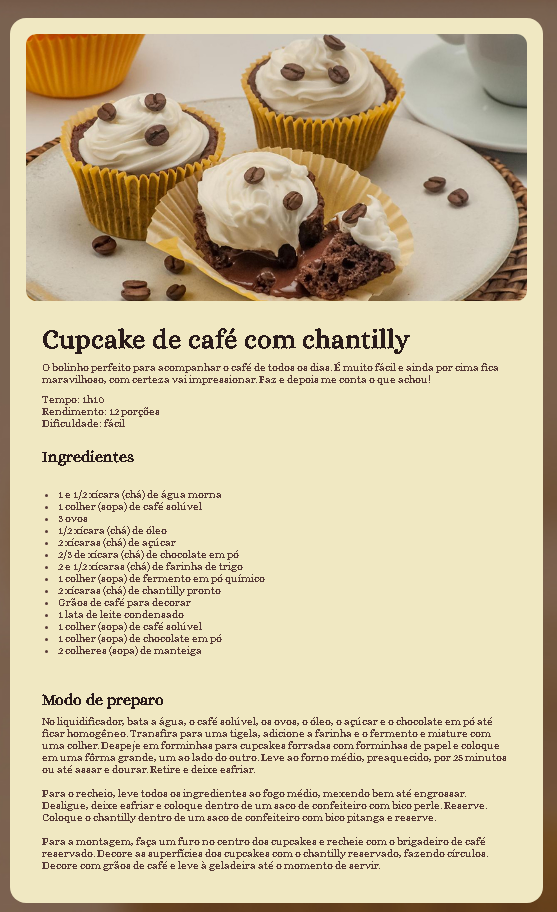 Cupcake de café com chantilly
O bolinho perfeito para acompanhar o café de todos os dias. É muito fácil e ainda por cima fica
maravilhoso, com certeza vai impressionar. Faz e depois me conta o que achou!
Tempo: 1h10
Rendimento: 12 porções
Dificuldade: fácil
Ingredientes
1 e 1/2 xícara (chá) de água morna
1 colher (sopa) de café solúvel
3 ovos
1/2 xícara (chá) de óleo
2 xícaras (chá) de açúcar
2/3 de xícara (chá) de chocolate em pó
2 e 1/2 xícaras (chá) de farinha de trigo
1 colher (sopa) de fermento em pó químico
2 xícaras (chá) de chantilly pronto
Grãos de café para decorar
1 lata de leite condensado
1 colher (sopa) de café solúvel
1 colher (sopa) de chocolate em pó
2 colheres (sopa) de manteiga
Modo de preparo
No liquidificador, bata a água, o café solúvel, os ovos, o óleo, o açúcar e o chocolate em pó até
ficar homogêneo. Transfira para uma tigela, adicione a farinha e o fermento e misture com
uma colher. Despeje em forminhas para cupcakes forradas com forminhas de papel e coloque
em uma fôrma grande, um ao lado do outro. Leve ao forno médio, preaquecido, por 25 minutos
ou até assar e dourar. Retire e deixe esfriar.
Para o recheio, leve todos os ingredientes ao fogo médio, mexendo bem até engrossar.
Desligue, deixe esfriar e coloque dentro de um saco de confeiteiro com bico perle. Reserve.
Coloque o chantilly dentro de um saco de confeiteiro com bico pitanga e reserve.
Para a montagem, faça um furo no centro dos cupcakes e recheie com o brigadeiro de café
reservado. Decore as superfícies dos cupcakes com o chantilly reservado, fazendo círculos.
Decore com grãos de café e leve à geladeira até o momento de servir.